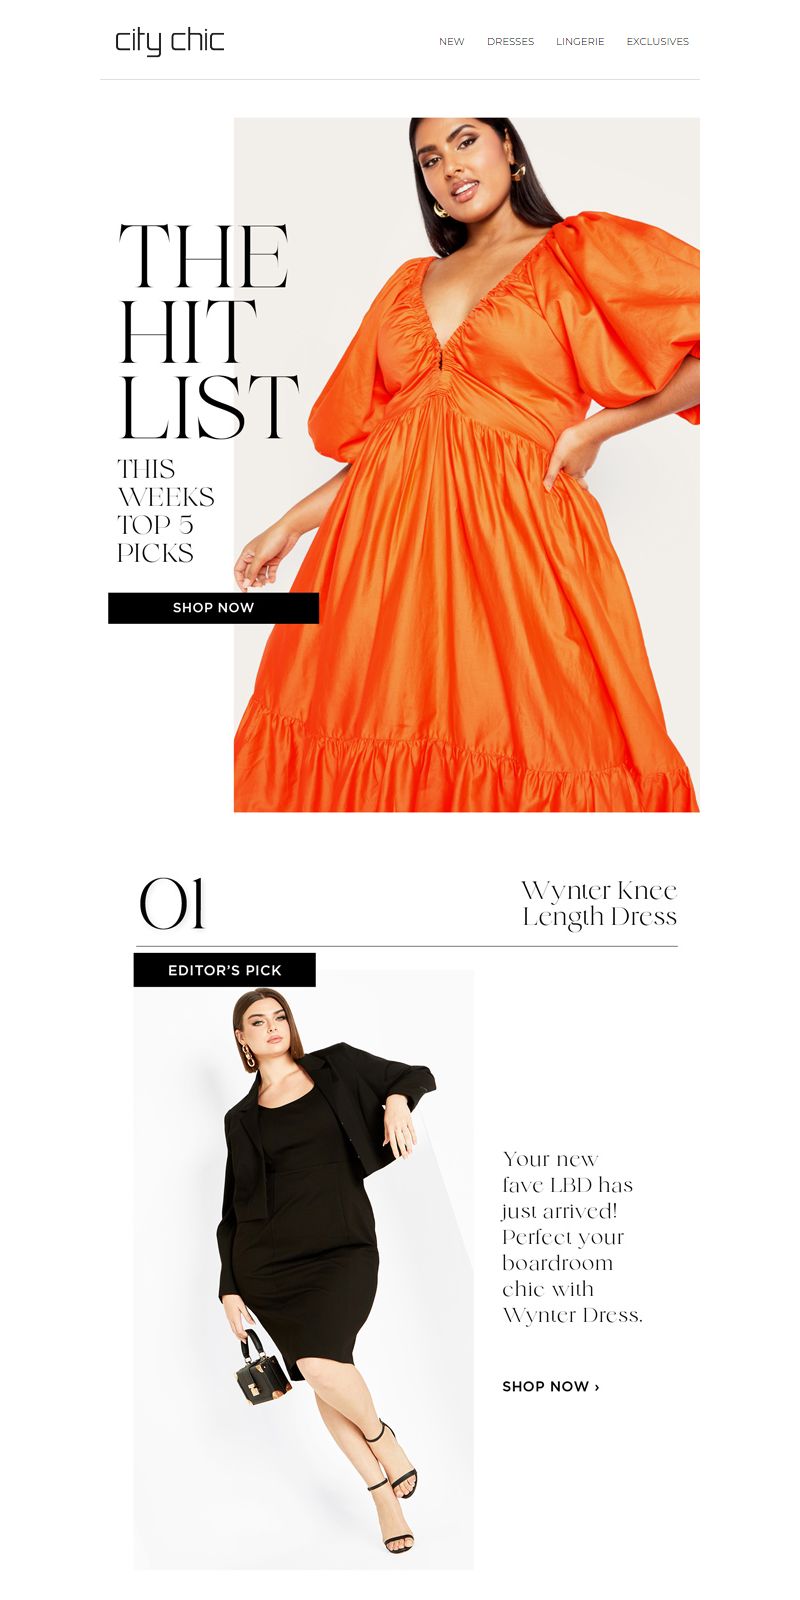 city chic
NEW DRESSES LINGERIE EXCLUSIVES
THE
HIT
LIST
THIS
WEEKS
TOP 5
PICKS
SHOP NOW
01
Wynter Knee
Length Dress
EDITOR'S PICK
Your new
fave LBD has
just arrived!
Perfect your
boardroom
chic with
Wynter Dress.
SHOP NOW ›